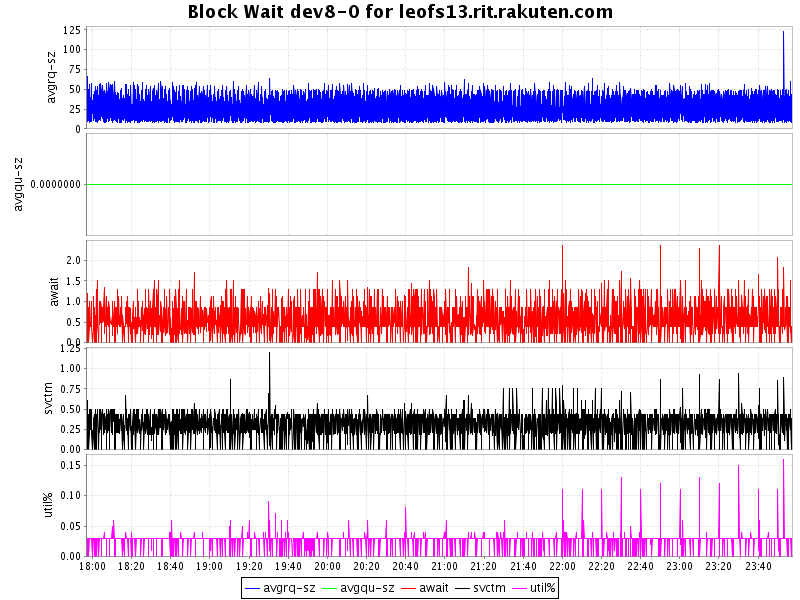 Block Wait dev8-0 for leofs13.rit.rakuten.com
125
100
75
50
25
0
avgrq-sz
0.0000000
avgqu-sz
2.0
1.5
1.0
0.5
0.0
await
1.25
1.00
0.75
0.50
0.25
0.00
svctm
0.15
0.10
0.05
0.00
util%
18:00 18:20 18:40 19:00 19:20 19:40 20:00 20:20 20:40 21:00 21:20 21:40 22:00 22:20 22:40 23:00 23:20 23:40
avgrq-sz avgqu-sz await svctm util%